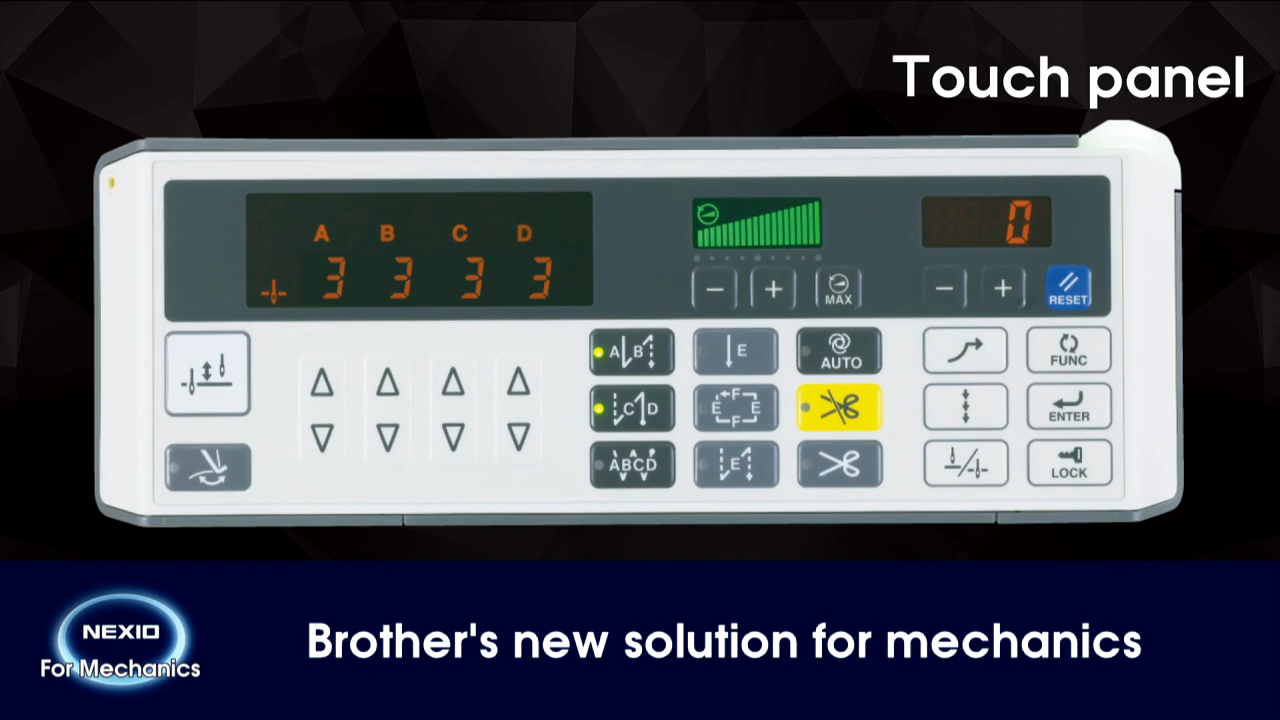 Touch panel
A B C D
3 3 3 3
0
MAX
RESET
A B
E
AUTO
FUNC
C D
F
E E
F
ENTER
ABCD
E
LOCK
NEXIO
For Mechanics
Brother's new solution for mechanics